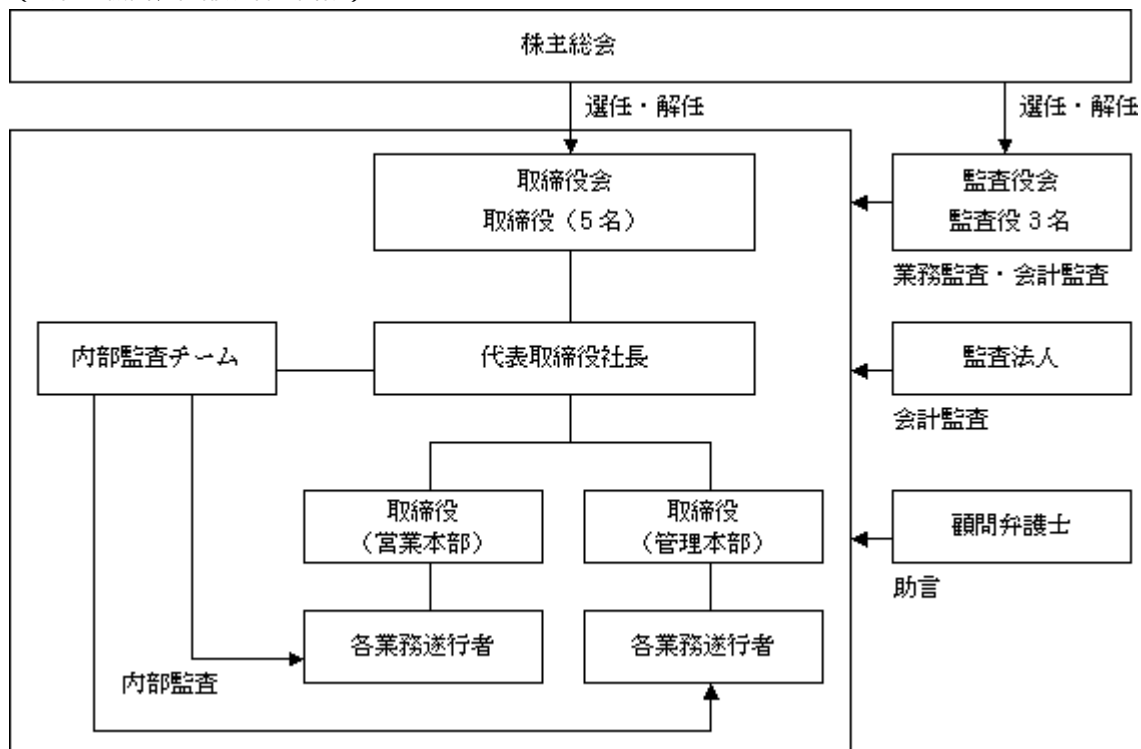 株主総会
選任・解任
選任・解任
取締役会
取締役(5名)
監査役会
監査役3名
業務監査・会計監査
内部監査チーム
代表取締役社長
監査法人
会計監査
取締役
(営業本部)
取締役
(管理本部)
顧問弁護士
助言
各業務遂行者
各業務遂行者
内部監査